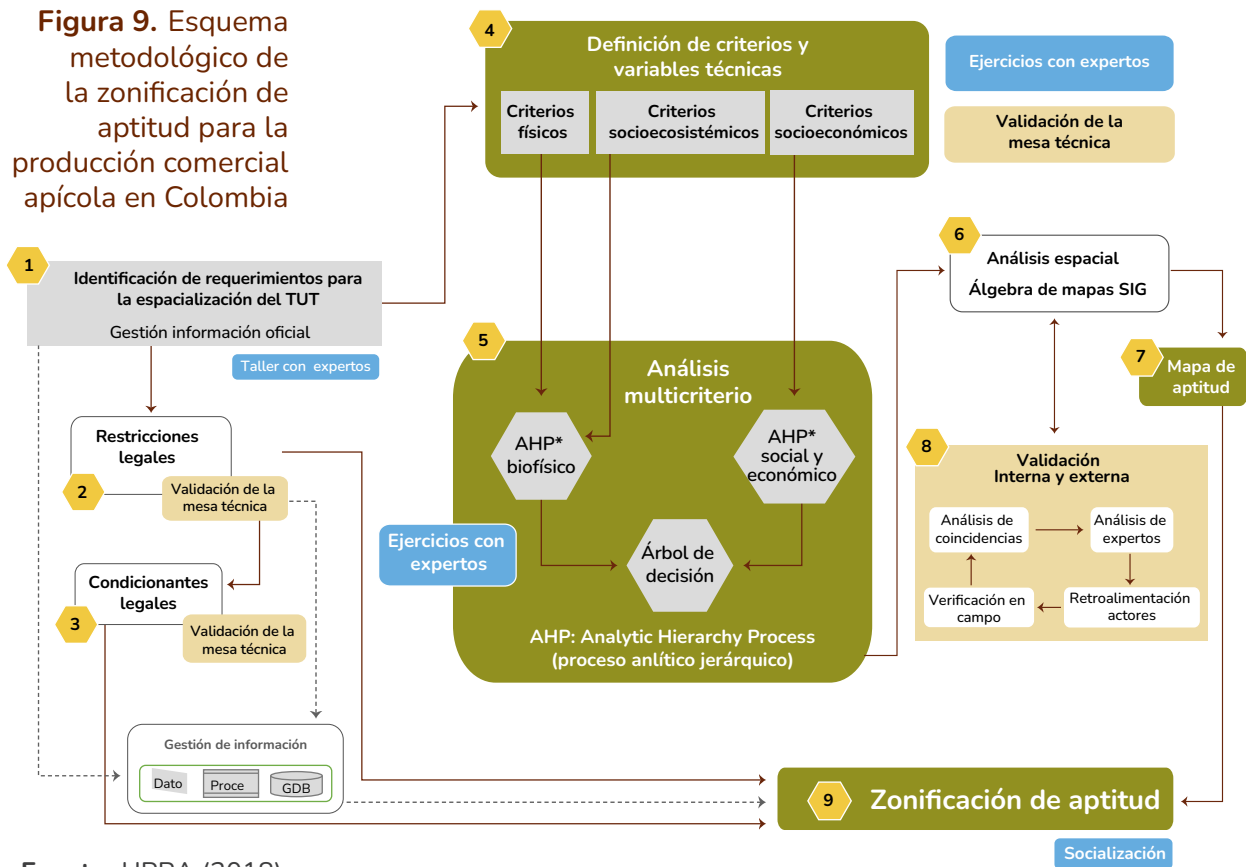 Figura 9. Esquema
metodológico de
la zonificación de
aptitud para la
producción comercial
apícola en Colombia
4
Definición de criterios y
variables técnicas
Criterios
físicos
Criterios
socioecosistémicos
Criterios
socioeconómicos
Ejercicios con expertos
Validación de la
mesa técnica
1
Identificación de requerimientos para
la espacialización del TUT
Gestión información oficial
Taller con expertos
Restricciones
legales
2
Validación de la
mesa técnica
Condicionantes
legales
3
Validación de la
mesa técnica
Gestión de información
Dato
Proce
GDB
5
Análisis
multicriterio
AHP*
biofísico
AHP*
social y
económico
Árbol de
decisión
Ejercicios con
expertos
AHP: Analytic Hierarchy Process
(proceso anlítico jerárquico)
6
Análisis espacial
Álgebra de mapas SIG
7
Mapa de
aptitud
8
Validación
Interna y externa
Análisis de
coincidencias
Análisis de
expertos
Verificación en
campo
Retroalimentación
actores
9
Zonificación de aptitud
Socialización